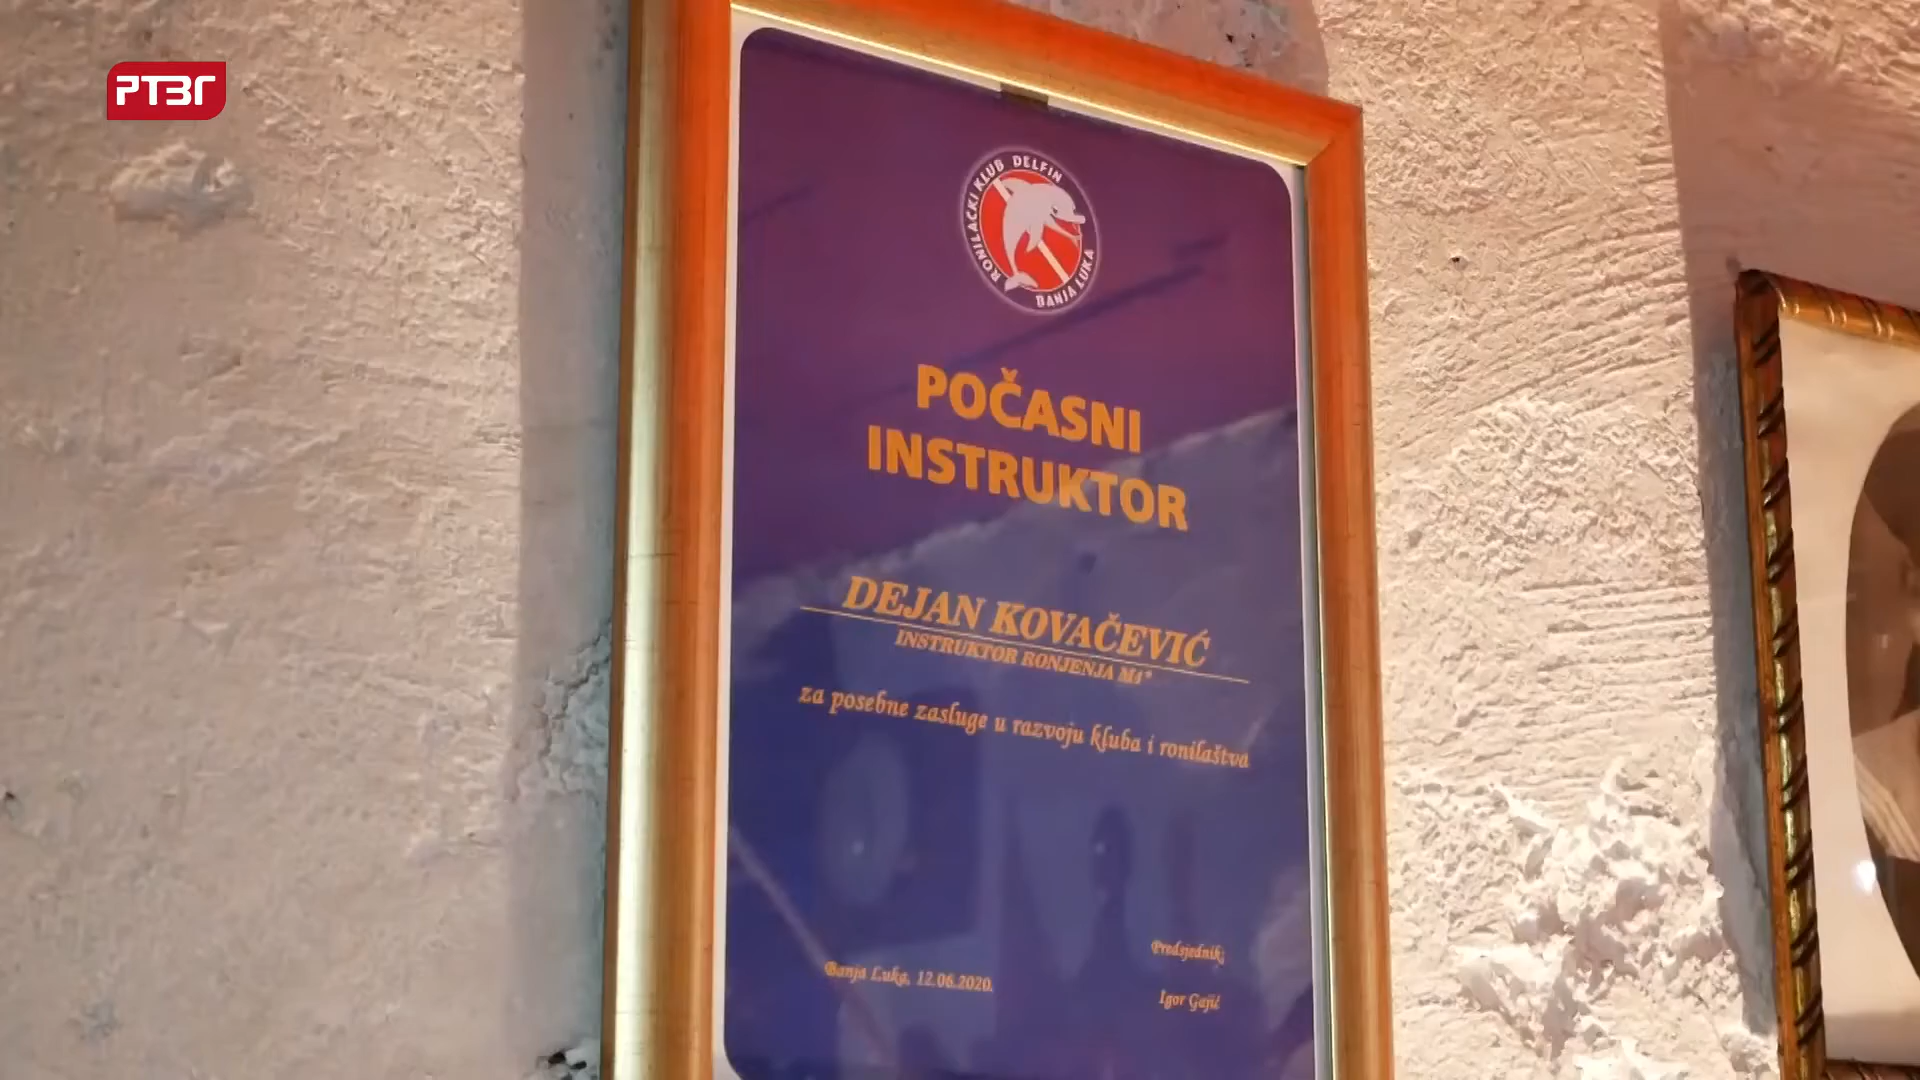 РТВГ
RONILAČKI KLUB DELFIN
BANJA LUKA
POČASNI
INSTRUKTOR
DEJAN KOVAČEVIĆ
INSTRUKTOR RONJENJA M1*
za posebne zasluge u razvoju kluba i ronilaštva
Predsjednik:
Banja Luka, 12.06.2020.
Igor Gajić